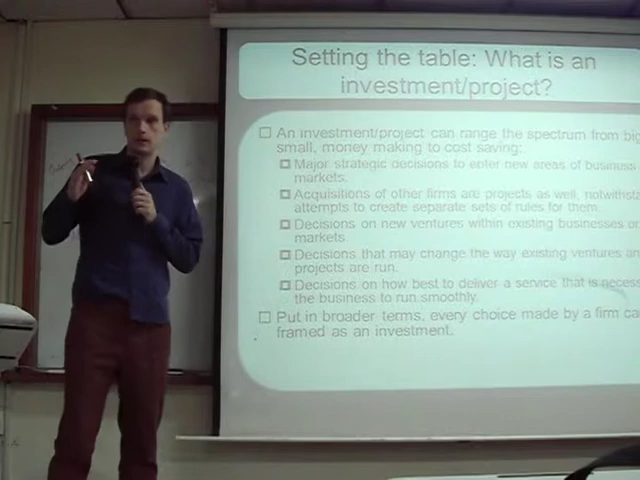 Setting the table: What is an
investment/project?
An investment/project can range the spectrum from big
small, money making to cost saving:
Major strategic decisions to enter new areas of business
markets.
Acquisitions of other firms are projects as well, notwithsta
attempts to create separate sets of rules for them
Decisions on new ventures within existing businesses or
markets
Decisions that may change the way existing ventures an
projects are run.
Decisions on how best to deliver a service that is necess
the business to run smoothly.
Put in broader terms, every choice made by a firm ca
framed as an investment.